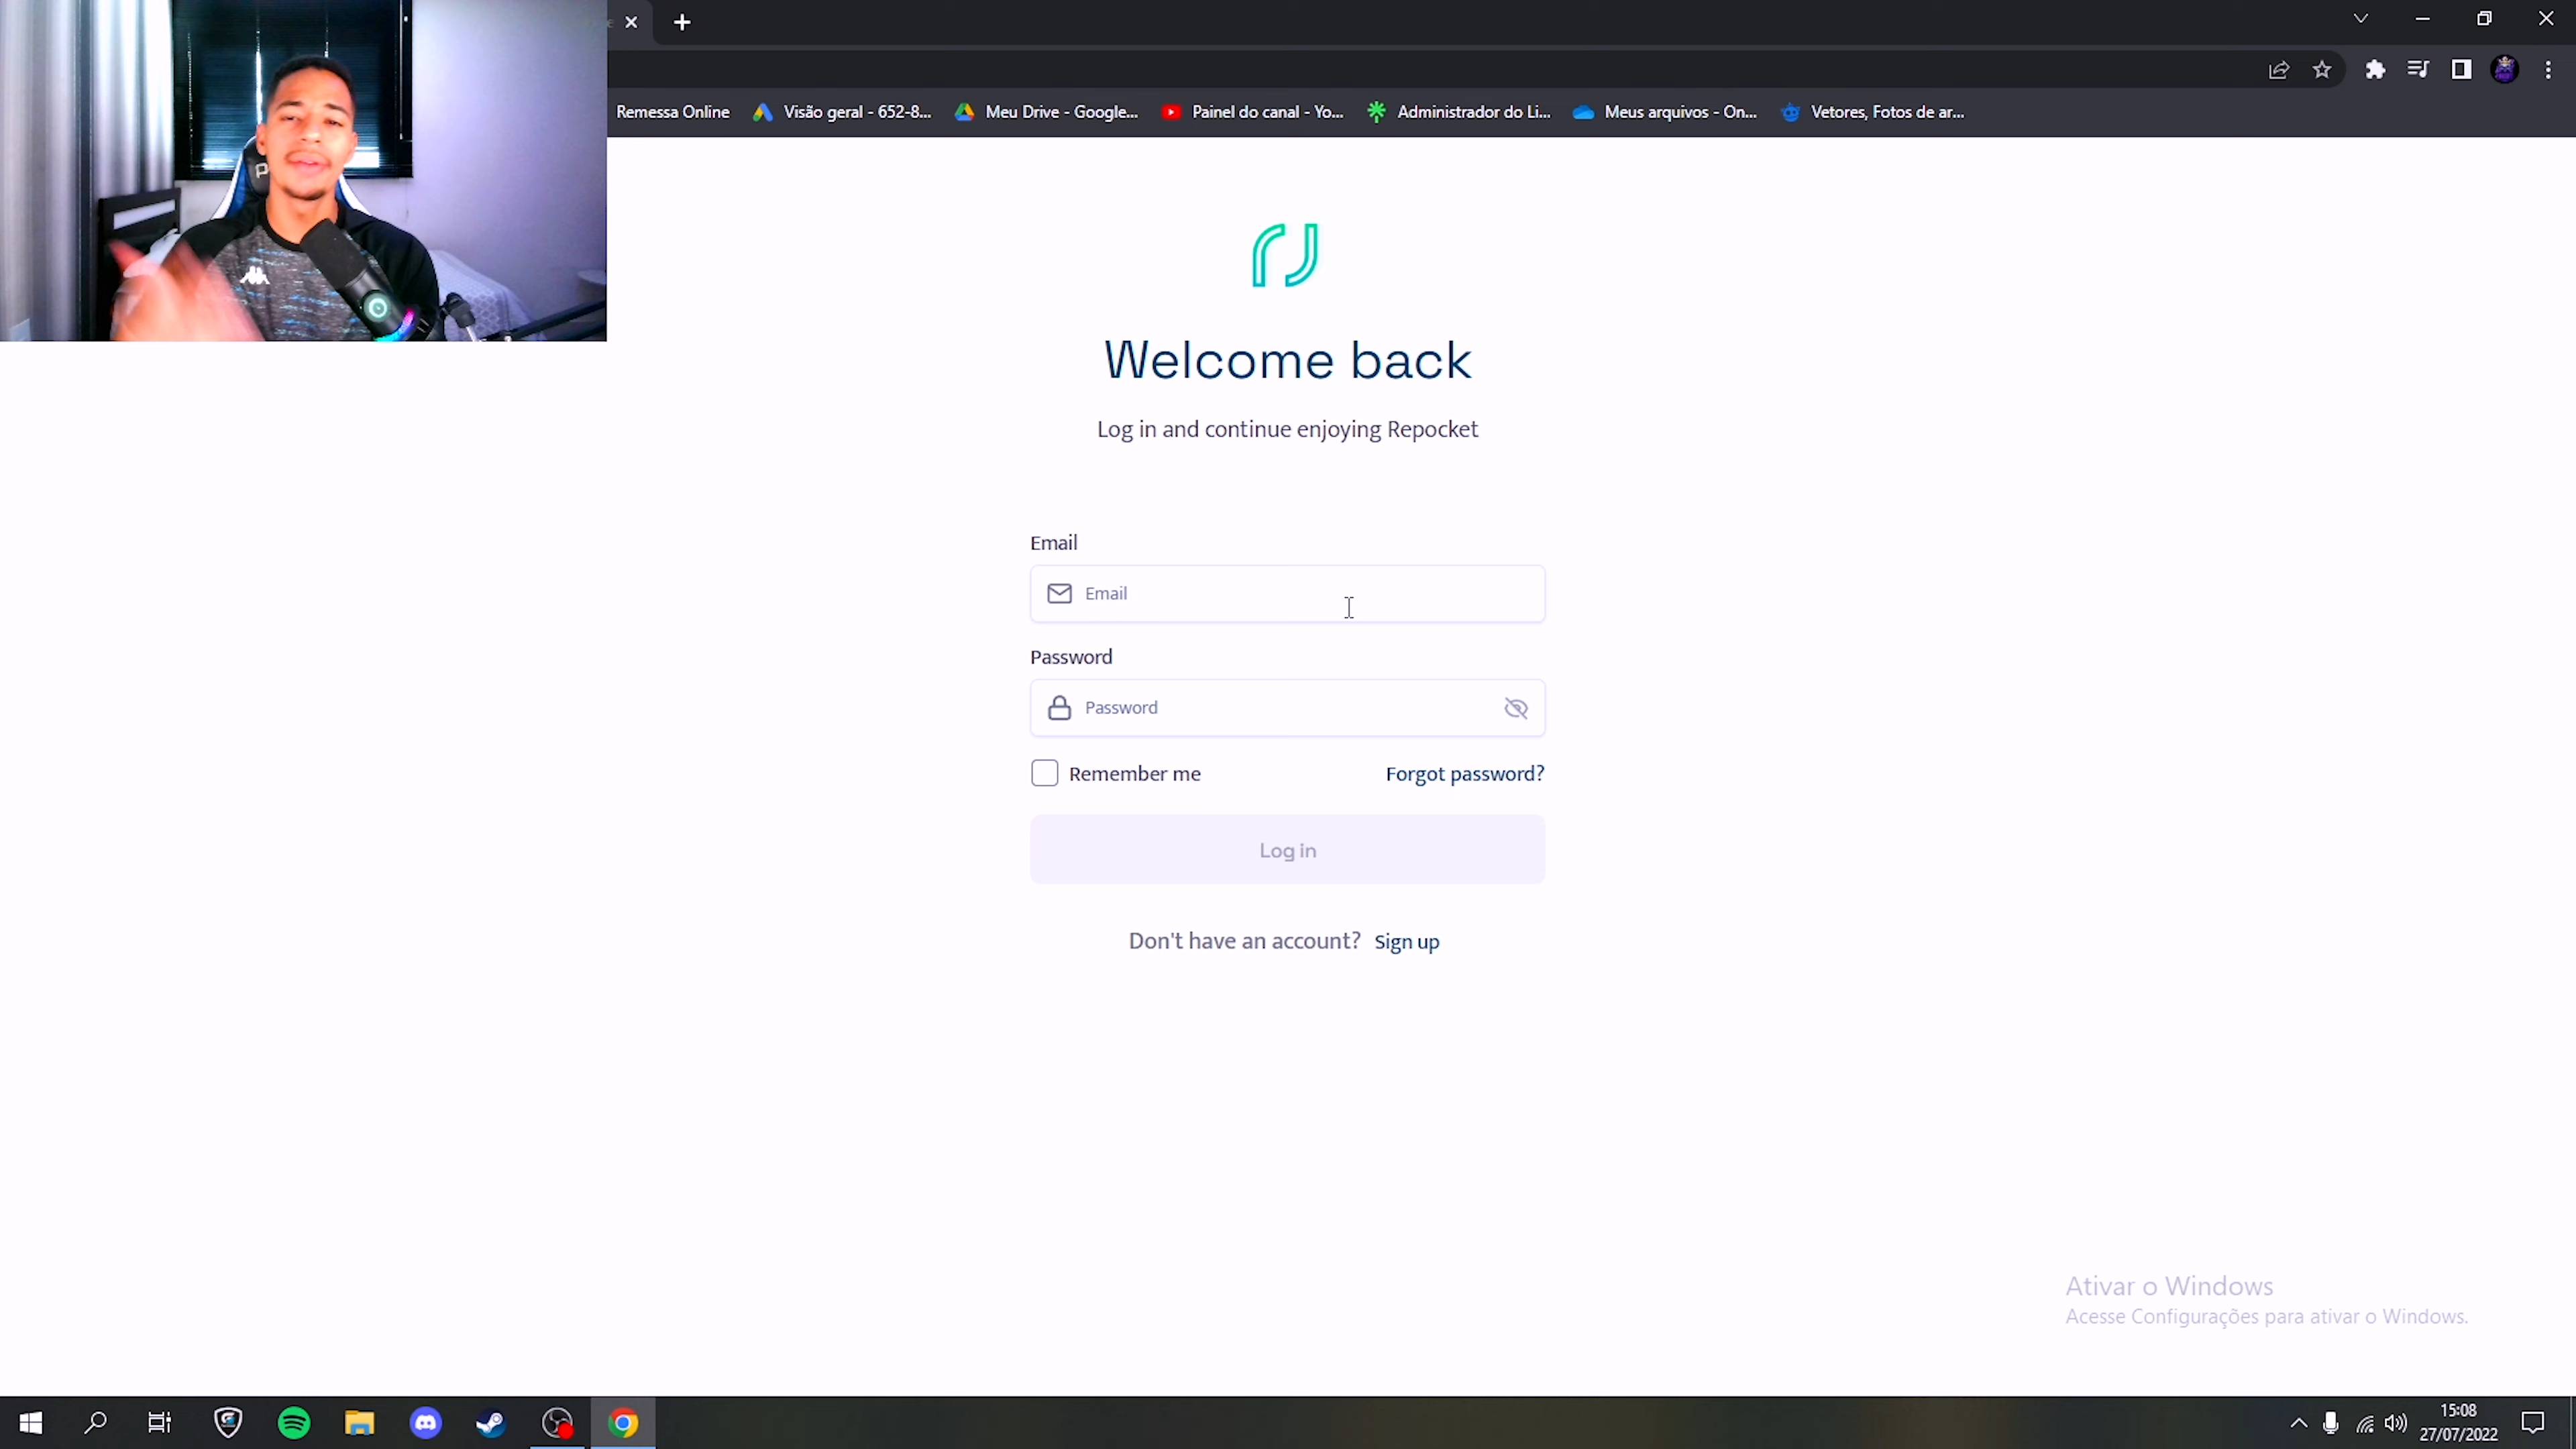 Remessa Online
Visão geral - 652-8...
Meu Drive - Google...
Painel do canal - Yo...
Administrador do Li...
Meus arquivos - On...
Vetores, Fotos de ar...
Welcome back
Log in and continue enjoying Repocket
Email
Email
Password
Password
Remember me
Forgot password?
Log in
Don't have an account? Sign up
Ativar o Windows
Acesse Configurações para ativar o Windows.
15:08
27/07/2022